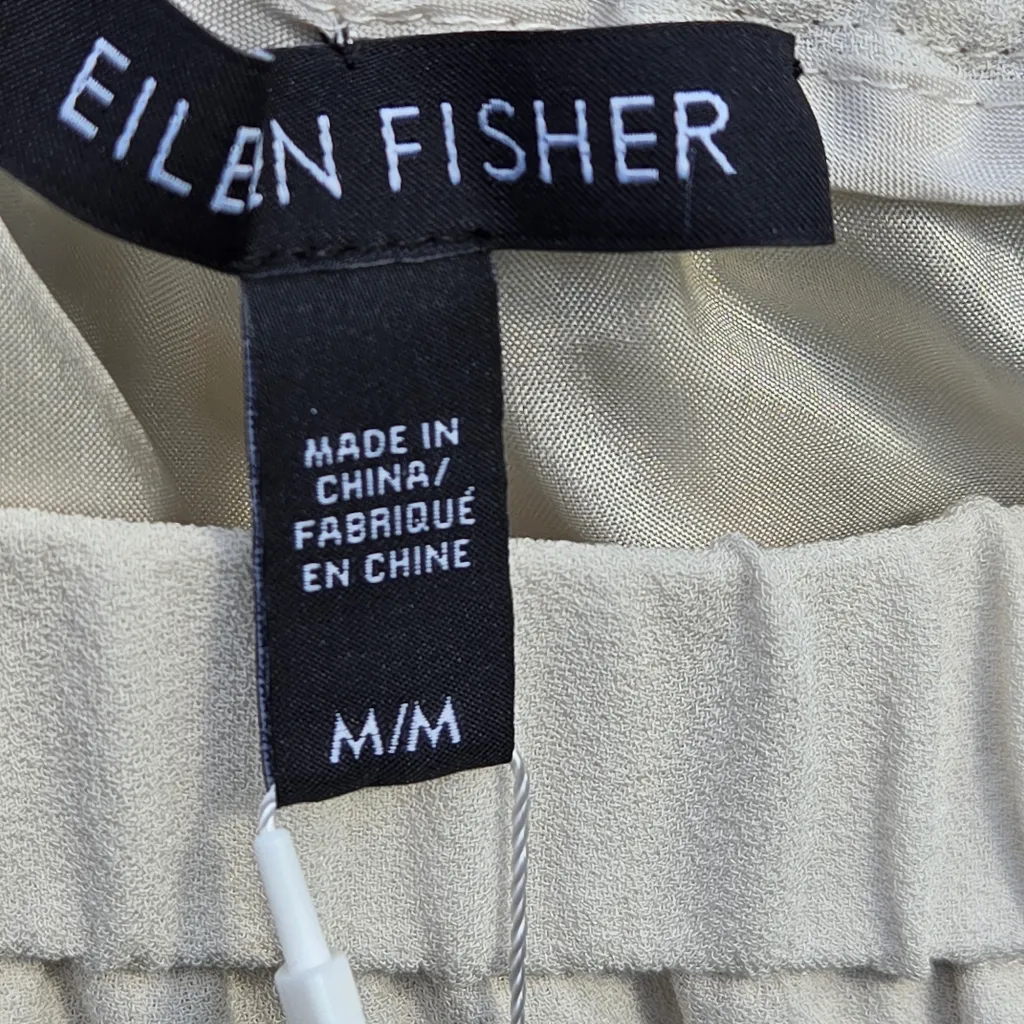 EILEN FISHER
MADE IN
CHINA/
FABRIQUÉ
EN CHINE
M/M